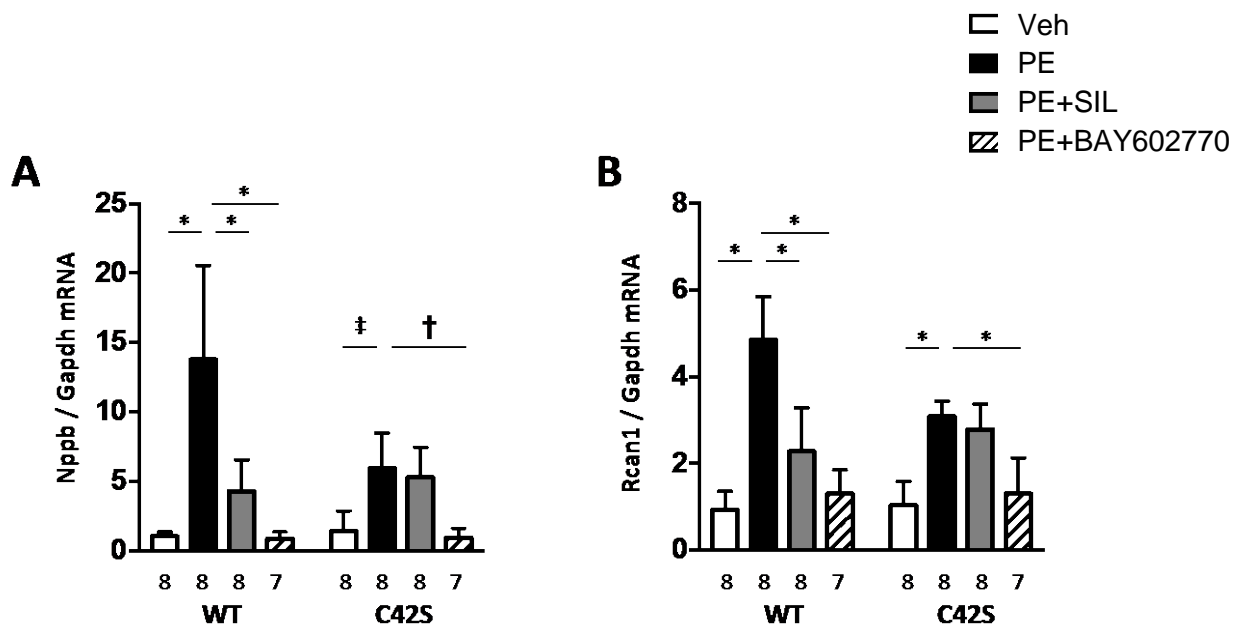 Veh
PE
PE+SIL
PE+BAY602770
A
Nppb / Gapdh mRNA
25
20
15
10
5
0
*
* *
‡ †
8 8 8 7 8 8 8 7
WT C42S
B
Rcan1 / Gapdh mRNA
8
6
4
2
0
*
* *
* *
8 8 8 7 8 8 8 7
WT C42S